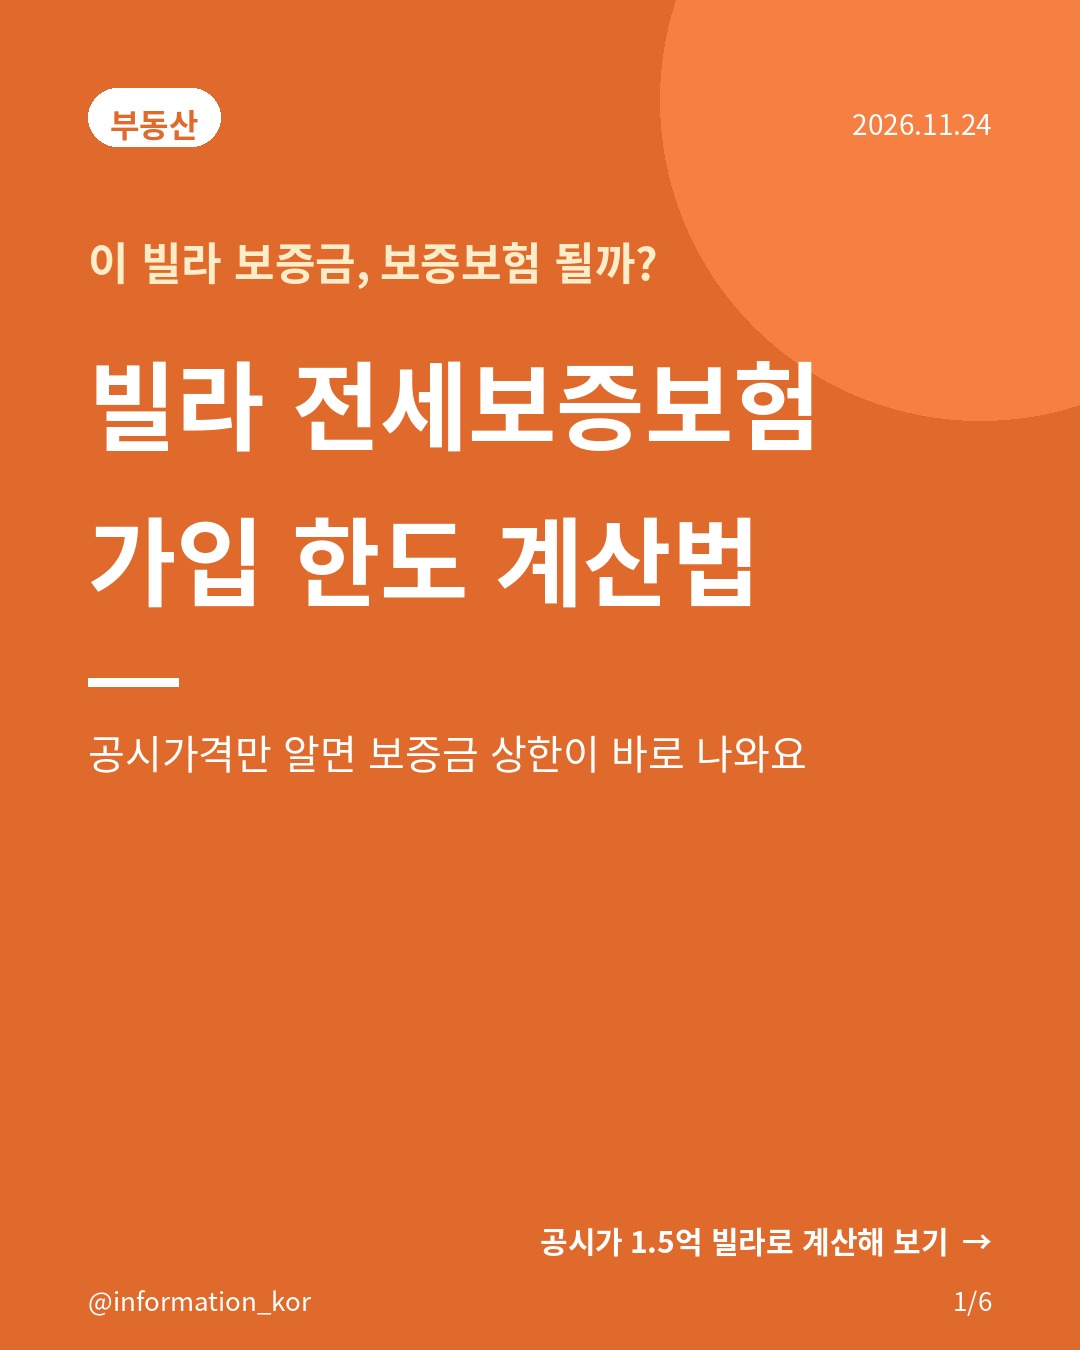 부동산
2026.11.24
이 빌라 보증금, 보증보험 될까?
빌라 전세보증보험
가입 한도 계산법
공시가격만 알면 보증금 상한이 바로 나와요
공시가 1.5억 빌라로 계산해 보기 →
@information_kor
1/6